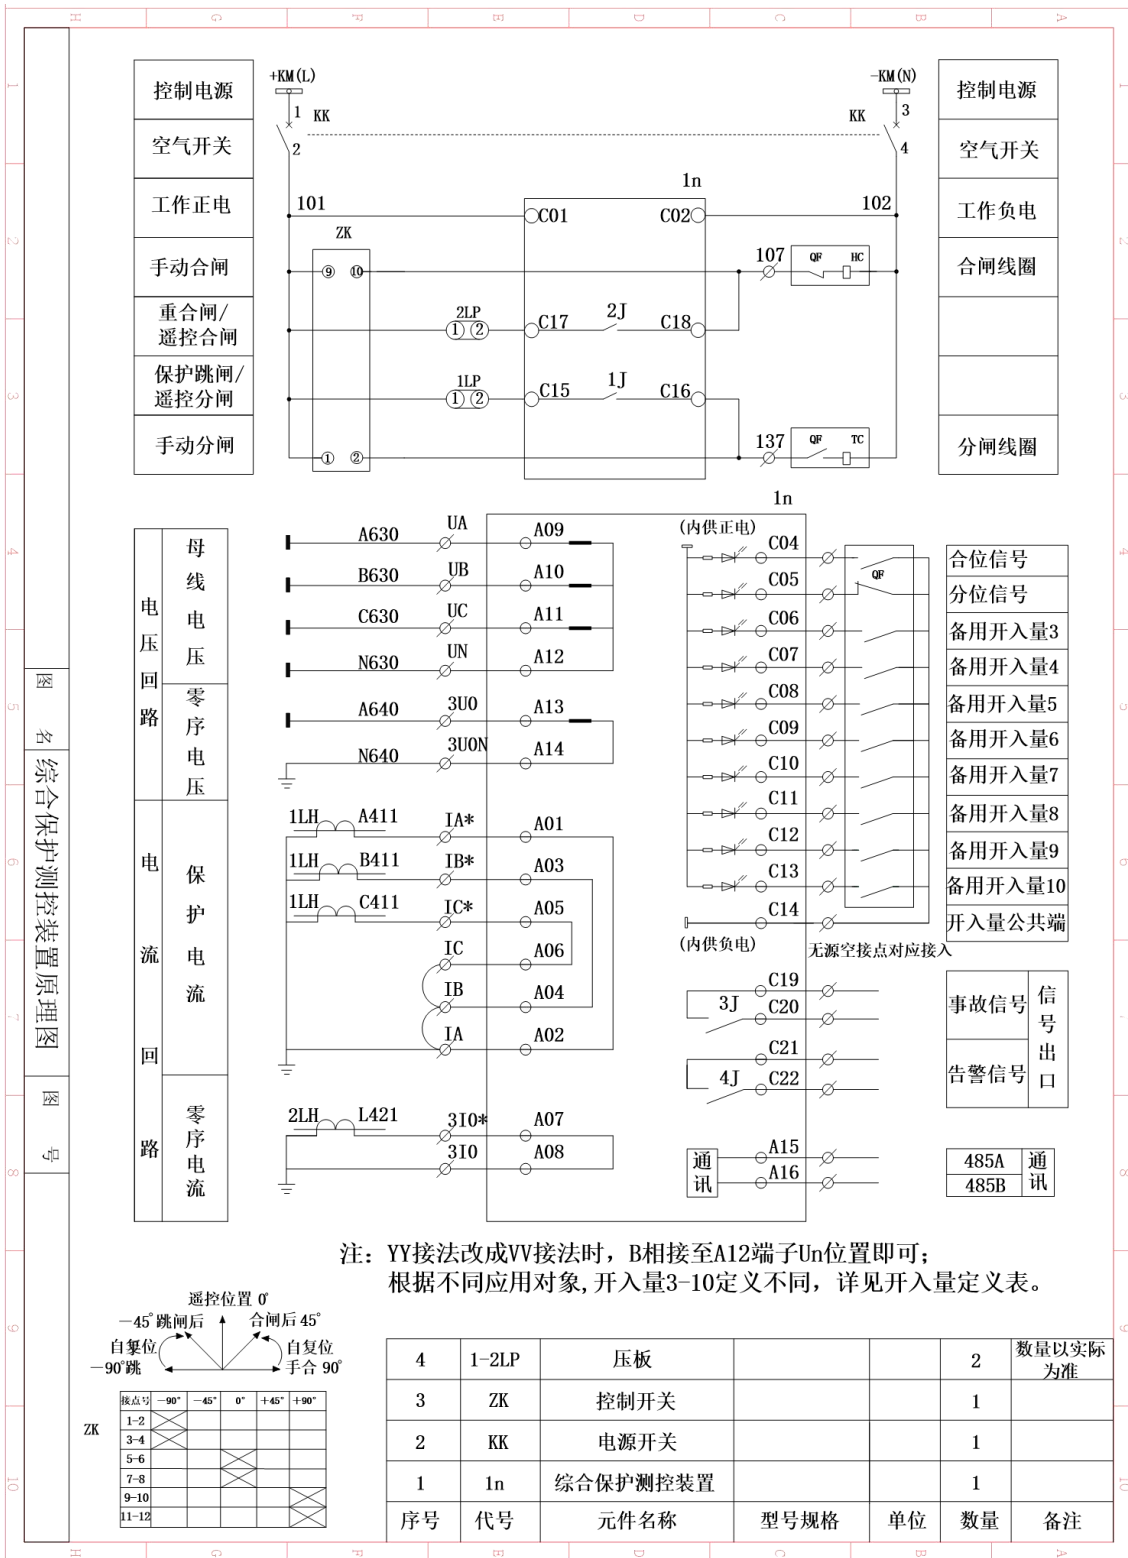 H G F E D C B A
1
2
3
4
5
6
7
8
9
10
控制电源
空气开关
工作正电
手动合闸
重合闸/
遥控合闸
保护跳闸/
遥控分闸
手动分闸
+KM(L)
1 KK
2
101
ZK
⑨ ⑩
① ②
2LP
① ②
1LP
① ②
1n
C01 C02
C17 2J C18
C15 1J C16
-KM(N)
KK 3
4
102
107 QF HC
137 QF TC
控制电源
空气开关
工作负电
合闸线圈
分闸线圈
电压回路
母线电压
零序电压
电流回路
保护电流
零序电流
A630 UA A09
B630 UB A10
C630 UC A11
N630 UN A12
A640 3U0 A13
N640 3U0N A14
1LH A411 IA* A01
1LH B411 IB* A03
1LH C411 IC* A05
IC A06
IB A04
IA A02
2LH L421 3I0* A07
3I0 A08
1n
(内供正电)
C04
C05
QF
C06
C07
C08
C09
C10
C11
C12
C13
C14
(内供负电)
无源空接点对应接入
C19
3J C20
C21
4J C22
通讯
A15
A16
合位信号
分位信号
备用开入量3
备用开入量4
备用开入量5
备用开入量6
备用开入量7
备用开入量8
备用开入量9
备用开入量10
开入量公共端
事故信号
告警信号
信号出口
485A
485B
通讯
图名
综合保护测控装置原理图
图号
注：YY接法改成VV接法时，B相接至A12端子Un位置即可；
根据不同应用对象,开入量3-10定义不同，详见开入量定义表。
遥控位置 0°
-45°跳闸后 合闸后 45°
自复位 自复位
-90°跳 手合 90°
ZK
接点号 -90° -45° 0° +45° +90°
1-2
3-4
5-6
7-8
9-10
11-12
4 1-2LP 压板 2 数量以实际
为准
3 ZK 控制开关 1
2 KK 电源开关 1
1 1n 综合保护测控装置 1
序号 代号 元件名称 型号规格 单位 数量 备注
H G F E D C B A
1
2
3
4
5
6
7
8
9
10